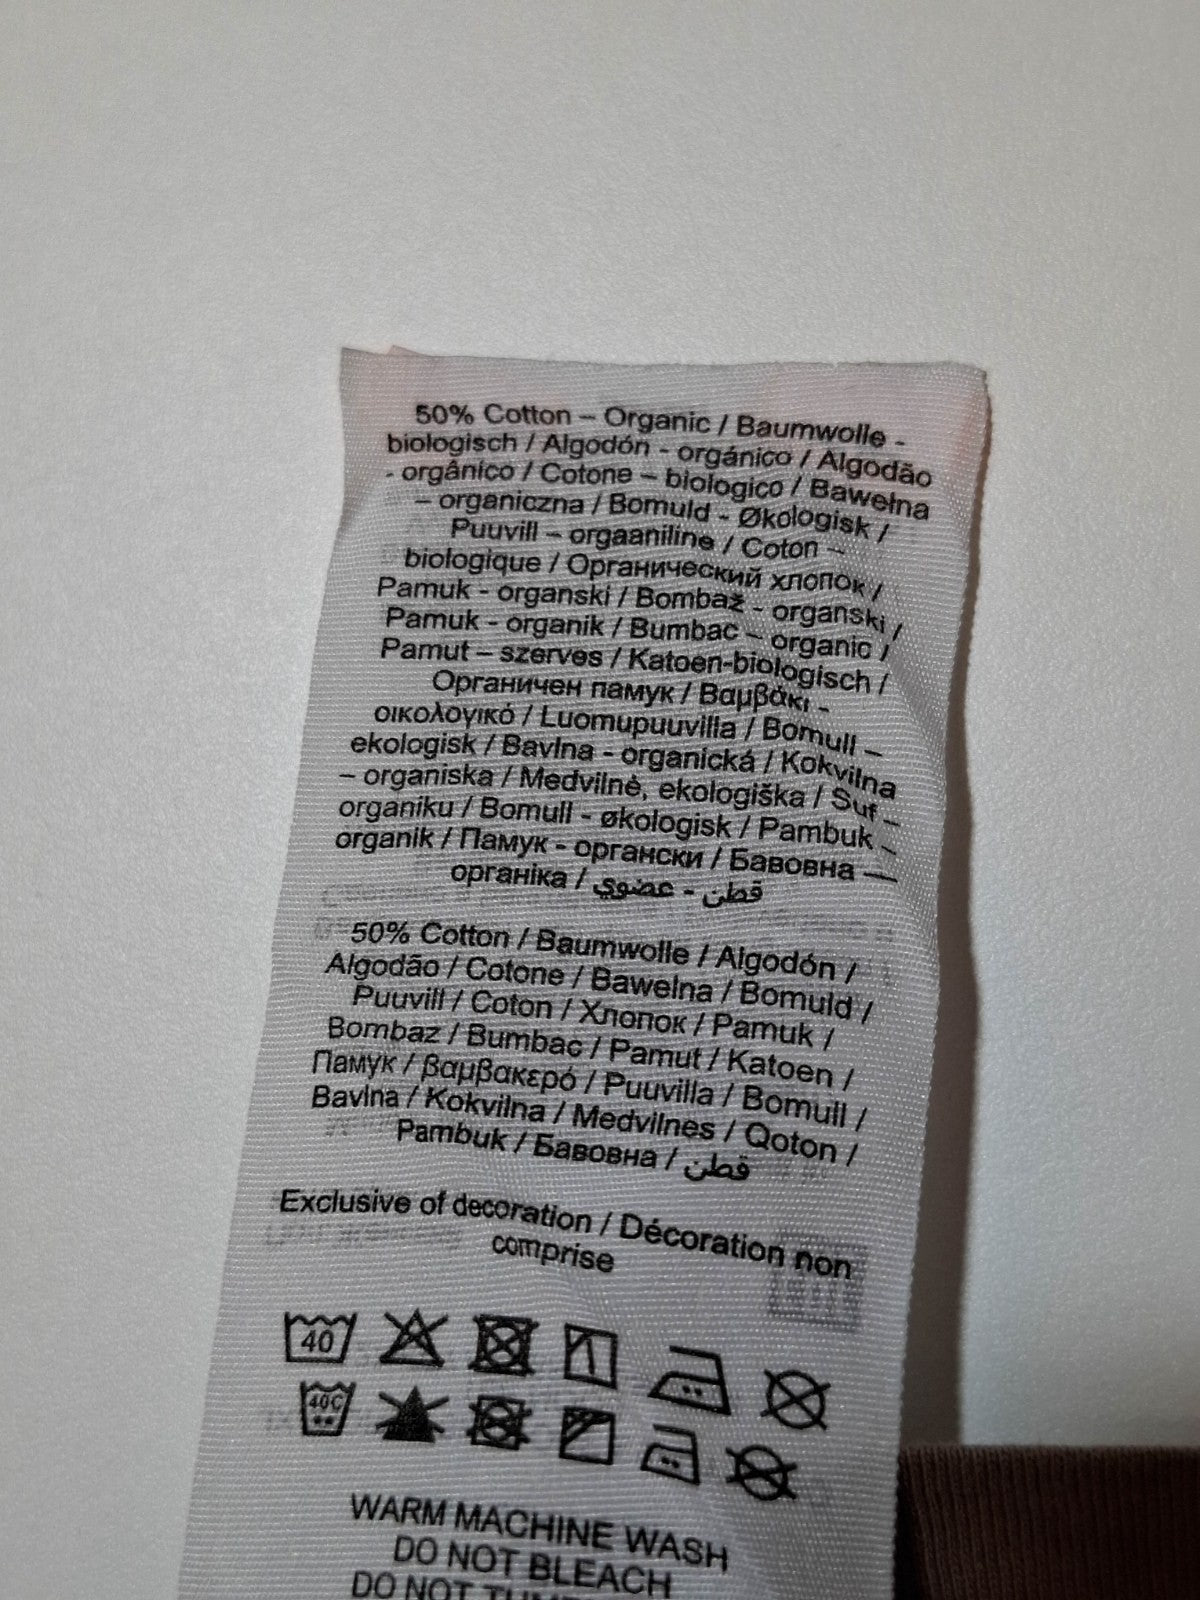 50% Cotton – Organic / Baumwolle -
biologisch / Algodón - orgánico / Algodão
- orgânico / Cotone – biologico / Bawełna
– organiczna / Bomuld - Økologisk /
Puuvill – orgaaniline / Coton –
biologique / Органический хлопок /
Pamuk - organski / Bombaž - organski /
Pamuk - organik / Bumbac – organic /
Pamut – szerves / Katoen-biologisch /
Органичен памук / Βαμβάκι -
οικολογικό / Luomupuuvilla / Bomull –
ekologisk / Bavlna - organická / Kokvilna
– organiska / Medvilnė, ekologiška / Suf –
organiku / Bomull - økologisk / Pambuk –
organik / Памук - органски / Бавовна —
органіка / قطن - عضوي
50% Cotton / Baumwolle / Algodón /
Algodão / Cotone / Bawełna / Bomuld /
Puuvill / Coton / Хлопок / Pamuk /
Bombaz / Bumbac / Pamut / Katoen /
Памук / βαμβακερό / Puuvilla / Bomull /
Bavlna / Kokvilna / Medvilnes / Qoton /
Pambuk / Бавовна / قطن
Exclusive of decoration / Décoration non
comprise
40
40C
WARM MACHINE WASH
DO NOT BLEACH
DO NOT